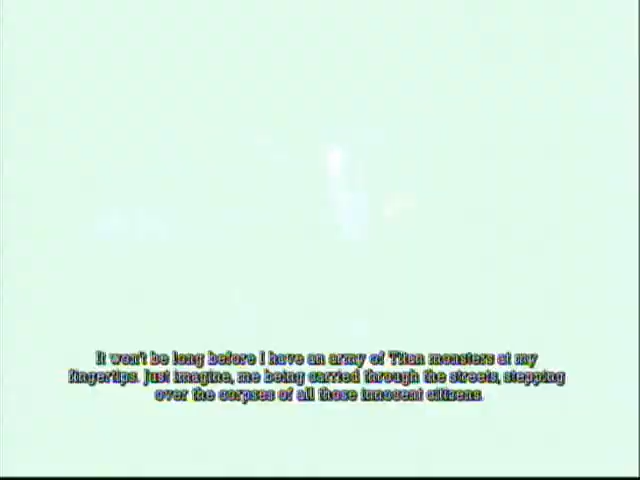 It won't be long before I have an army of Titan monsters at my
fingertips. Just imagine, me being carried through the streets, stepping
over the corpses of all those innocent citizens.